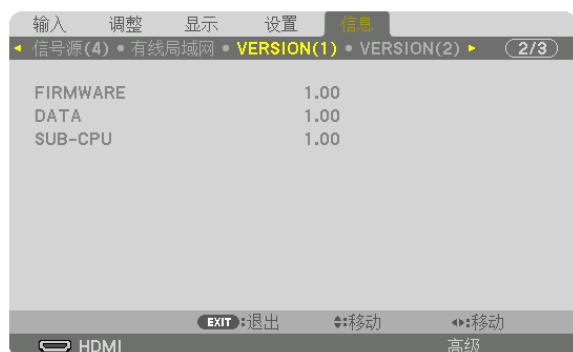 输入 调整 显示 设置 信息
◂ 信号源(4) • 有线局域网 • VERSION(1) • VERSION(2) ▸ 2/3
FIRMWARE 1.00
DATA 1.00
SUB-CPU 1.00
EXIT:退出 ♦:移动 ◂▸:移动
HDMI 高级